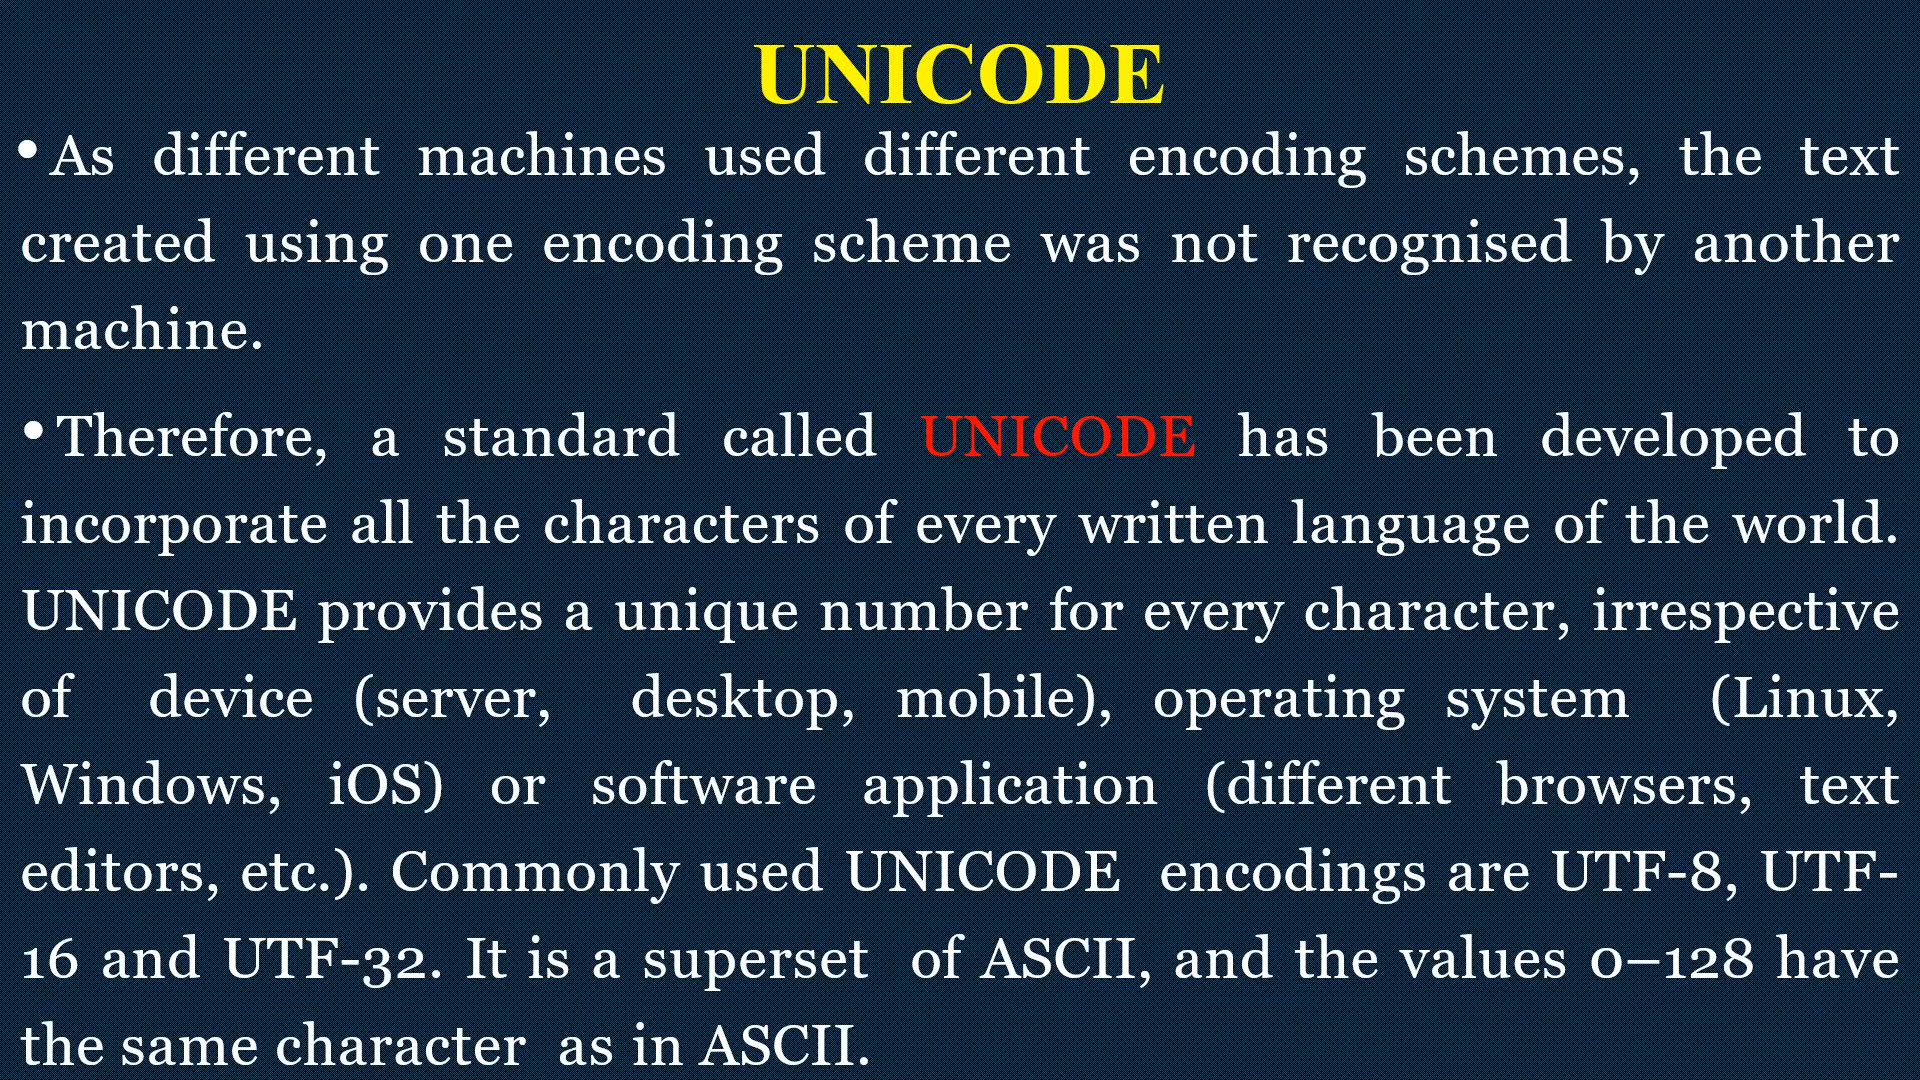 UNICODE
•As different machines used different encoding schemes, the text
created using one encoding scheme was not recognised by another
machine.
•Therefore, a standard called UNICODE has been developed to
incorporate all the characters of every written language of the world.
UNICODE provides a unique number for every character, irrespective
of device (server, desktop, mobile), operating system (Linux,
Windows, iOS) or software application (different browsers, text
editors, etc.). Commonly used UNICODE encodings are UTF-8, UTF-
16 and UTF-32. It is a superset of ASCII, and the values 0–128 have
the same character as in ASCII.